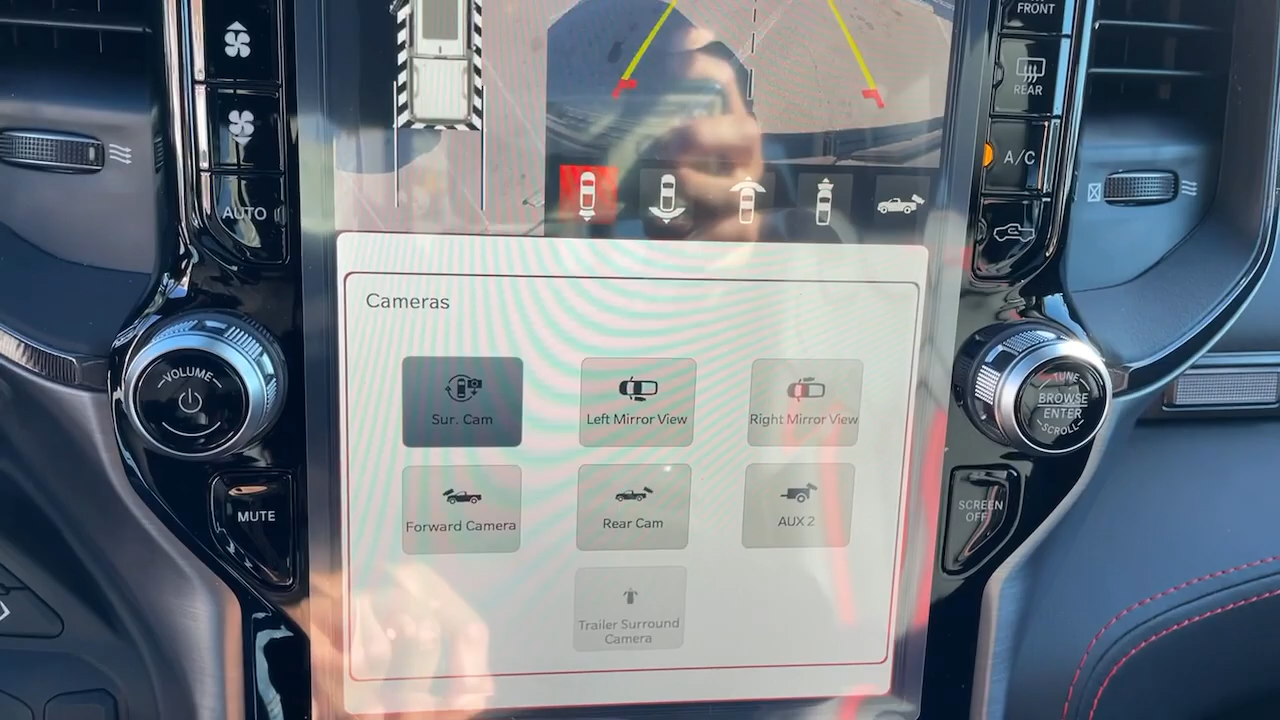 FRONT
REAR
A/C
AUTO
Cameras
Sur. Cam
Left Mirror View
Right Mirror View
Forward Camera
Rear Cam
AUX 2
Trailer Surround
Camera
VOLUME
MUTE
TUNE
BROWSE
ENTER
SCROLL
SCREEN
OFF